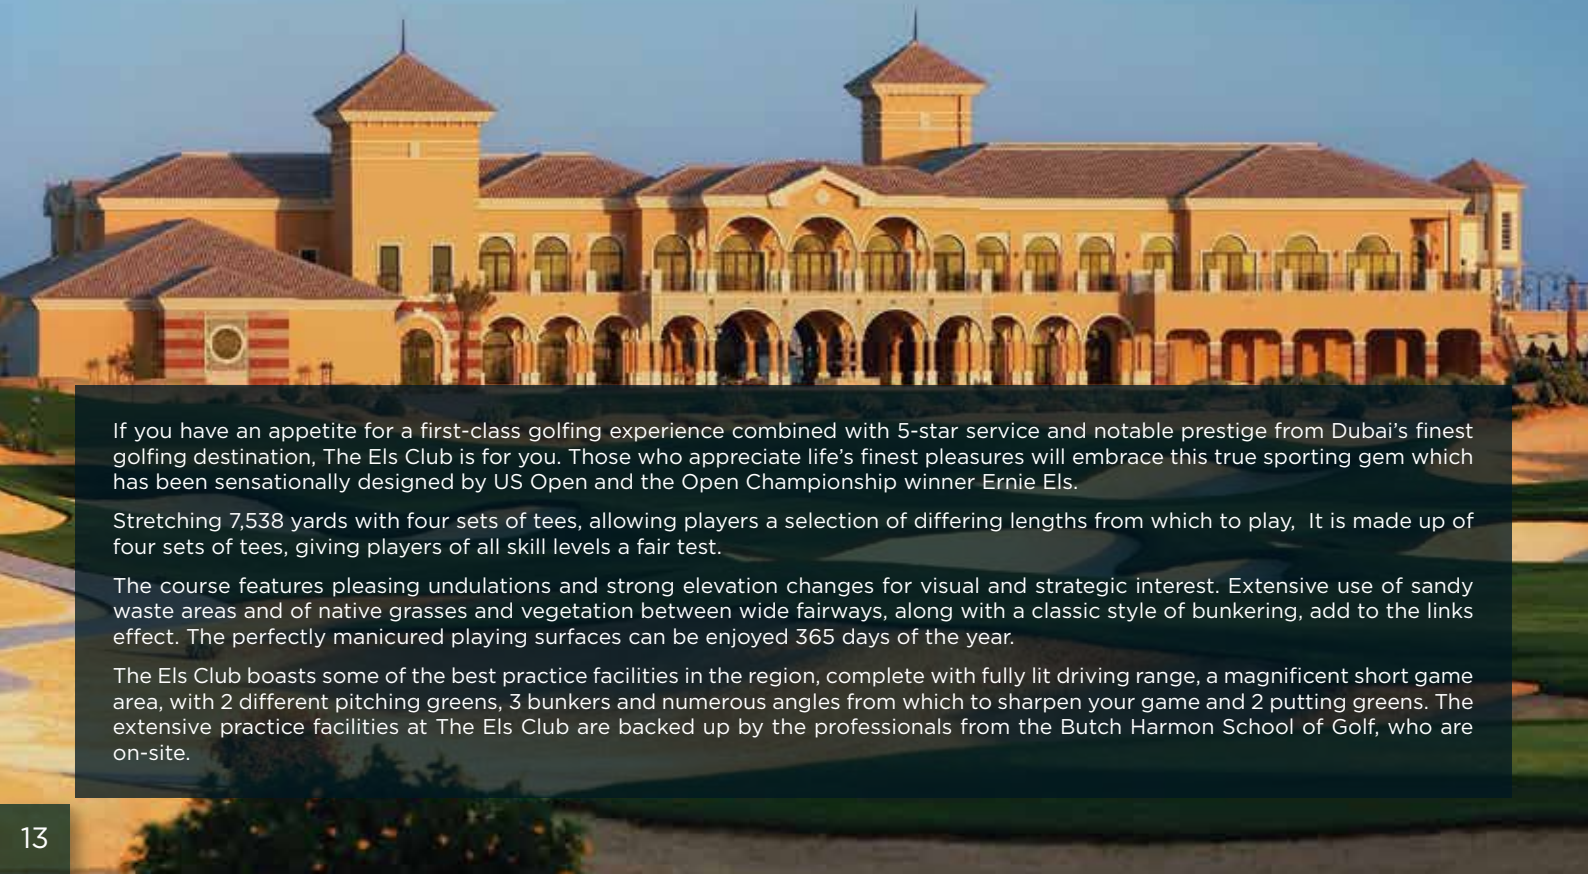 If you have an appetite for a first-class golfing experience combined with 5-star service and notable prestige from Dubai’s finest
golfing destination, The Els Club is for you. Those who appreciate life’s finest pleasures will embrace this true sporting gem which
has been sensationally designed by US Open and the Open Championship winner Ernie Els.
Stretching 7,538 yards with four sets of tees, allowing players a selection of differing lengths from which to play,  It is made up of
four sets of tees, giving players of all skill levels a fair test.
The course features pleasing undulations and strong elevation changes for visual and strategic interest. Extensive use of sandy
waste areas and of native grasses and vegetation between wide fairways, along with a classic style of bunkering, add to the links
effect. The perfectly manicured playing surfaces can be enjoyed 365 days of the year.
The Els Club boasts some of the best practice facilities in the region, complete with fully lit driving range, a magnificent short game
area, with 2 different pitching greens, 3 bunkers and numerous angles from which to sharpen your game and 2 putting greens. The
extensive practice facilities at The Els Club are backed up by the professionals from the Butch Harmon School of Golf, who are
on-site.
13